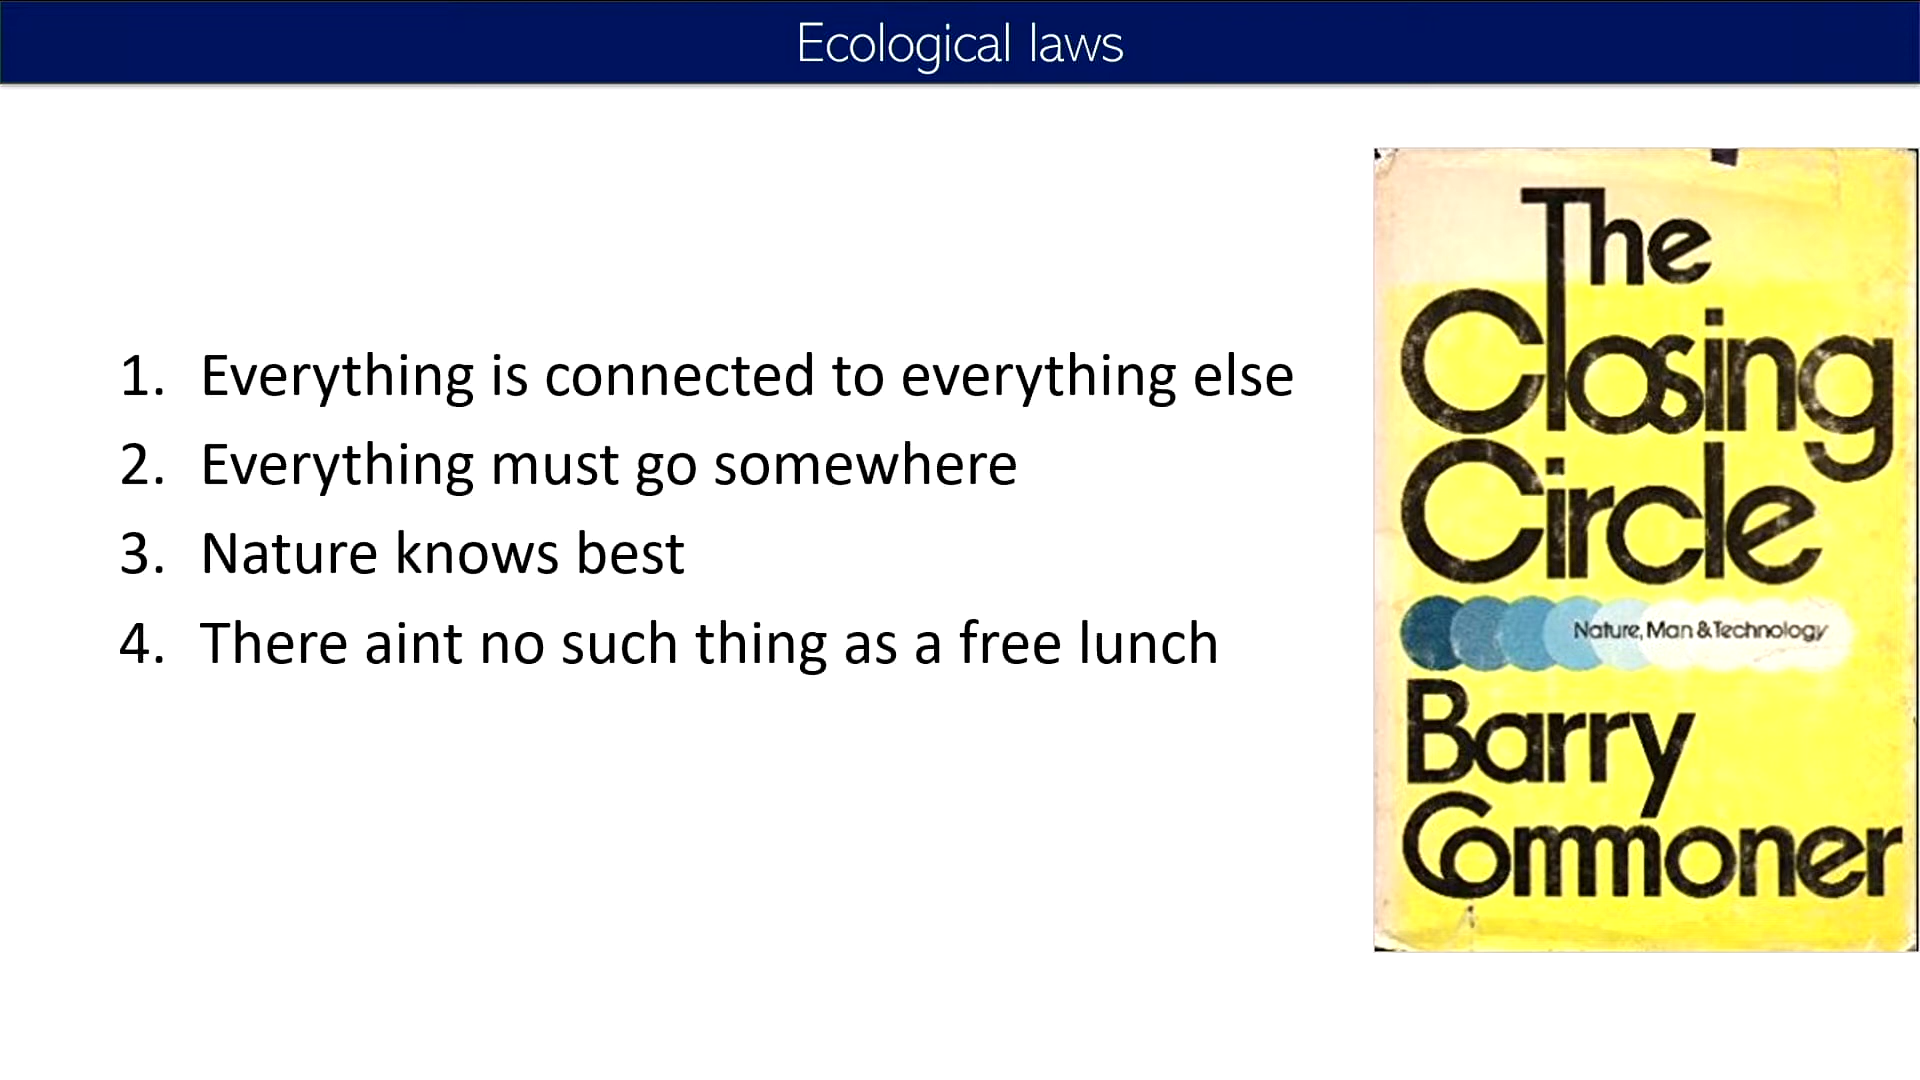 Ecological laws
1. Everything is connected to everything else
2. Everything must go somewhere
3. Nature knows best
4. There aint no such thing as a free lunch
The
Closing
Circle
Nature, Man & Technology
Barry
Commoner